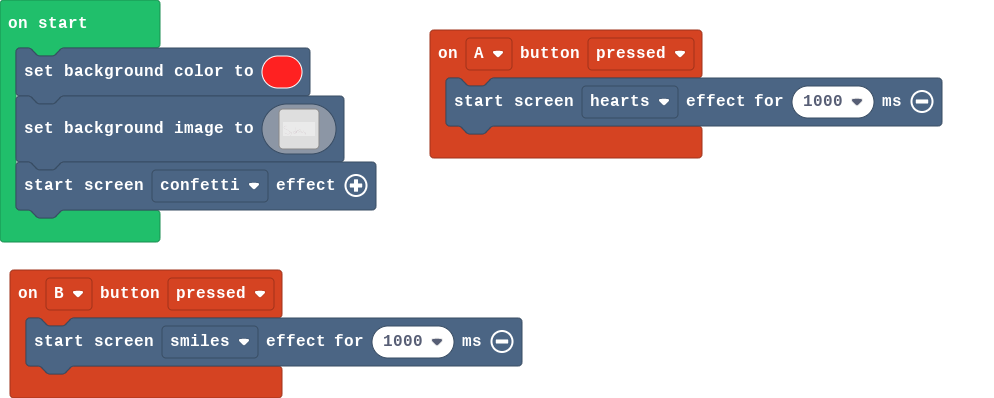 on start
set background color to
set background image to
start screen confetti effect
on A button pressed
start screen hearts effect for 1000 ms
on B button pressed
start screen smiles effect for 1000 ms